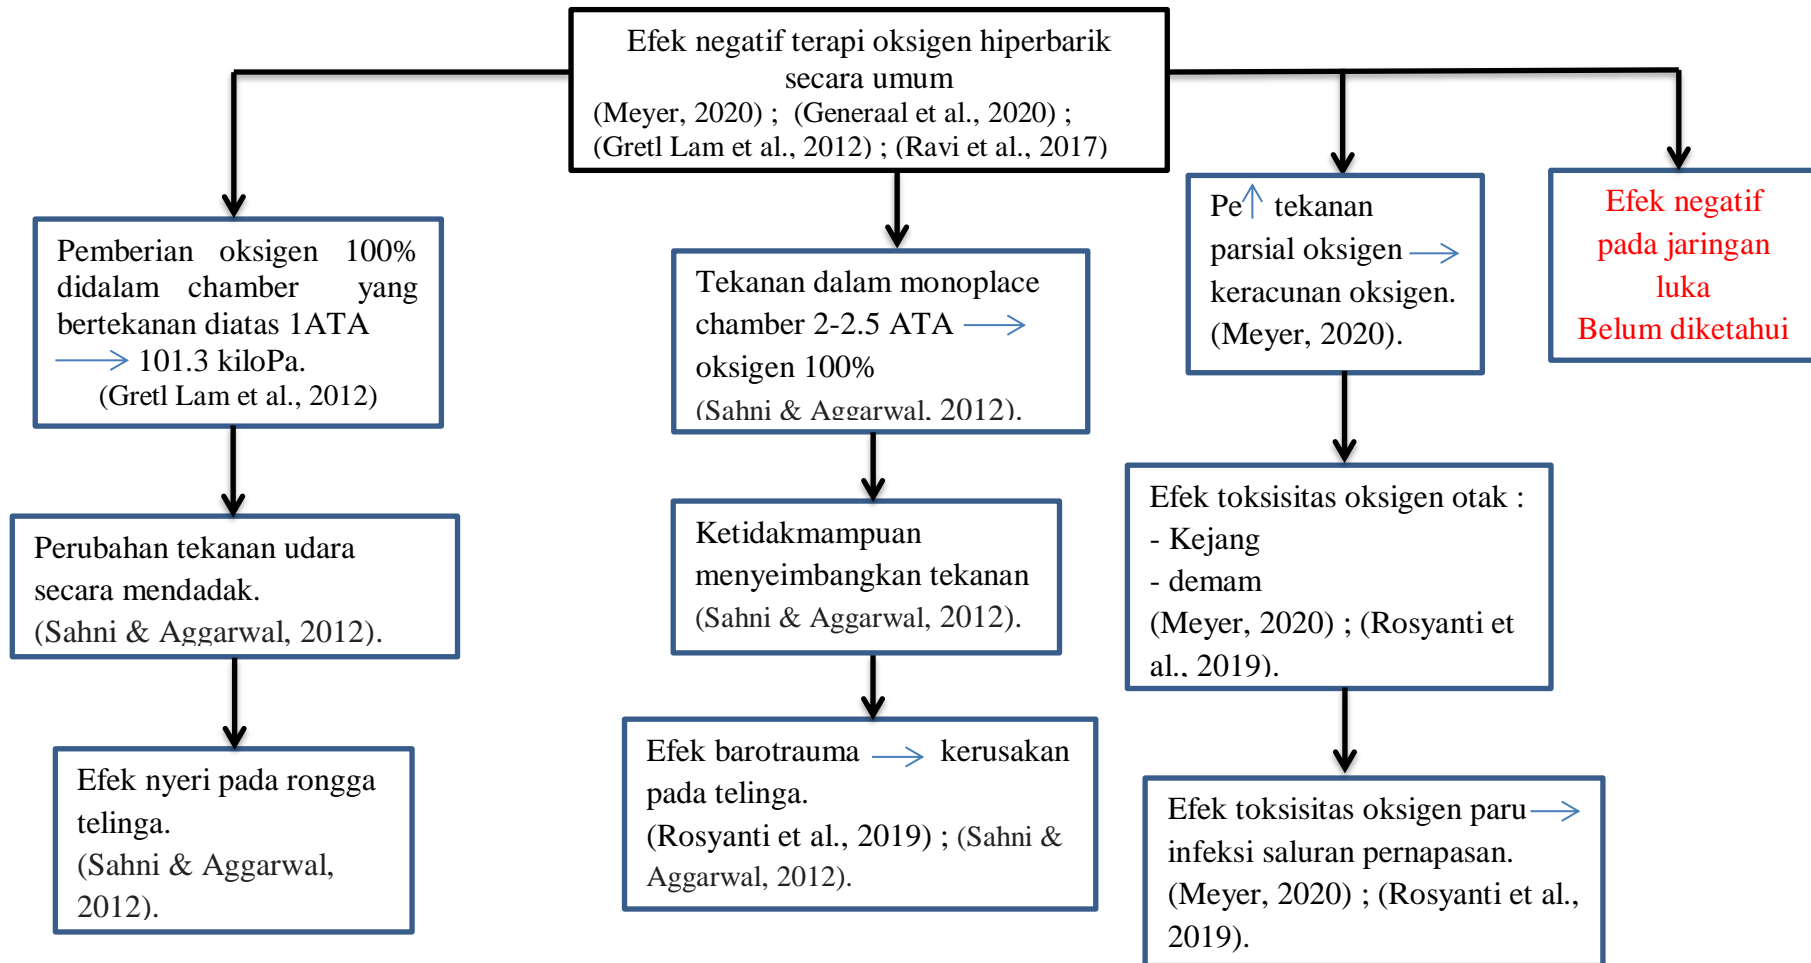 Efek negatif terapi oksigen hiperbarik
secara umum
(Meyer, 2020) ; (Generaal et al., 2020) ;
(Gretl Lam et al., 2012) ; (Ravi et al., 2017)
Pemberian oksigen 100%
didalam chamber yang
bertekanan diatas 1ATA
→ 101.3 kiloPa.
(Gretl Lam et al., 2012)
Perubahan tekanan udara
secara mendadak.
(Sahni & Aggarwal, 2012).
Efek nyeri pada rongga
telinga.
(Sahni & Aggarwal,
2012).
Tekanan dalam monoplace
chamber 2-2.5 ATA →
oksigen 100%
(Sahni & Aggarwal, 2012).
Ketidakmampuan
menyeimbangkan tekanan
(Sahni & Aggarwal, 2012).
Efek barotrauma → kerusakan
pada telinga.
(Rosyanti et al., 2019) ; (Sahni &
Aggarwal, 2012).
Pe↑ tekanan
parsial oksigen →
keracunan oksigen.
(Meyer, 2020).
Efek toksisitas oksigen otak :
- Kejang
- demam
(Meyer, 2020) ; (Rosyanti et
al., 2019).
Efek toksisitas oksigen paru →
infeksi saluran pernapasan.
(Meyer, 2020) ; (Rosyanti et al.,
2019).
Efek negatif
pada jaringan
luka
Belum diketahui